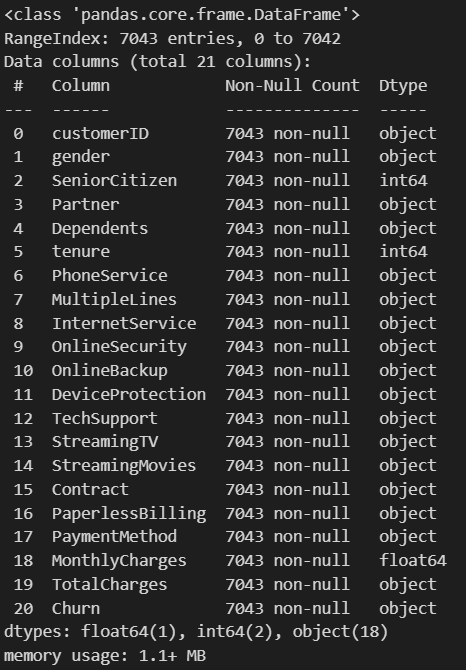 <class 'pandas.core.frame.DataFrame'>
RangeIndex: 7043 entries, 0 to 7042
Data columns (total 21 columns):
 #   Column            Non-Null Count  Dtype
---  ------            --------------  -----
 0   customerID        7043 non-null   object
 1   gender            7043 non-null   object
 2   SeniorCitizen     7043 non-null   int64
 3   Partner           7043 non-null   object
 4   Dependents        7043 non-null   object
 5   tenure            7043 non-null   int64
 6   PhoneService      7043 non-null   object
 7   MultipleLines     7043 non-null   object
 8   InternetService   7043 non-null   object
 9   OnlineSecurity    7043 non-null   object
 10  OnlineBackup      7043 non-null   object
 11  DeviceProtection  7043 non-null   object
 12  TechSupport       7043 non-null   object
 13  StreamingTV       7043 non-null   object
 14  StreamingMovies   7043 non-null   object
 15  Contract          7043 non-null   object
 16  PaperlessBilling  7043 non-null   object
 17  PaymentMethod     7043 non-null   object
 18  MonthlyCharges    7043 non-null   float64
 19  TotalCharges      7043 non-null   object
 20  Churn             7043 non-null   object
dtypes: float64(1), int64(2), object(18)
memory usage: 1.1+ MB